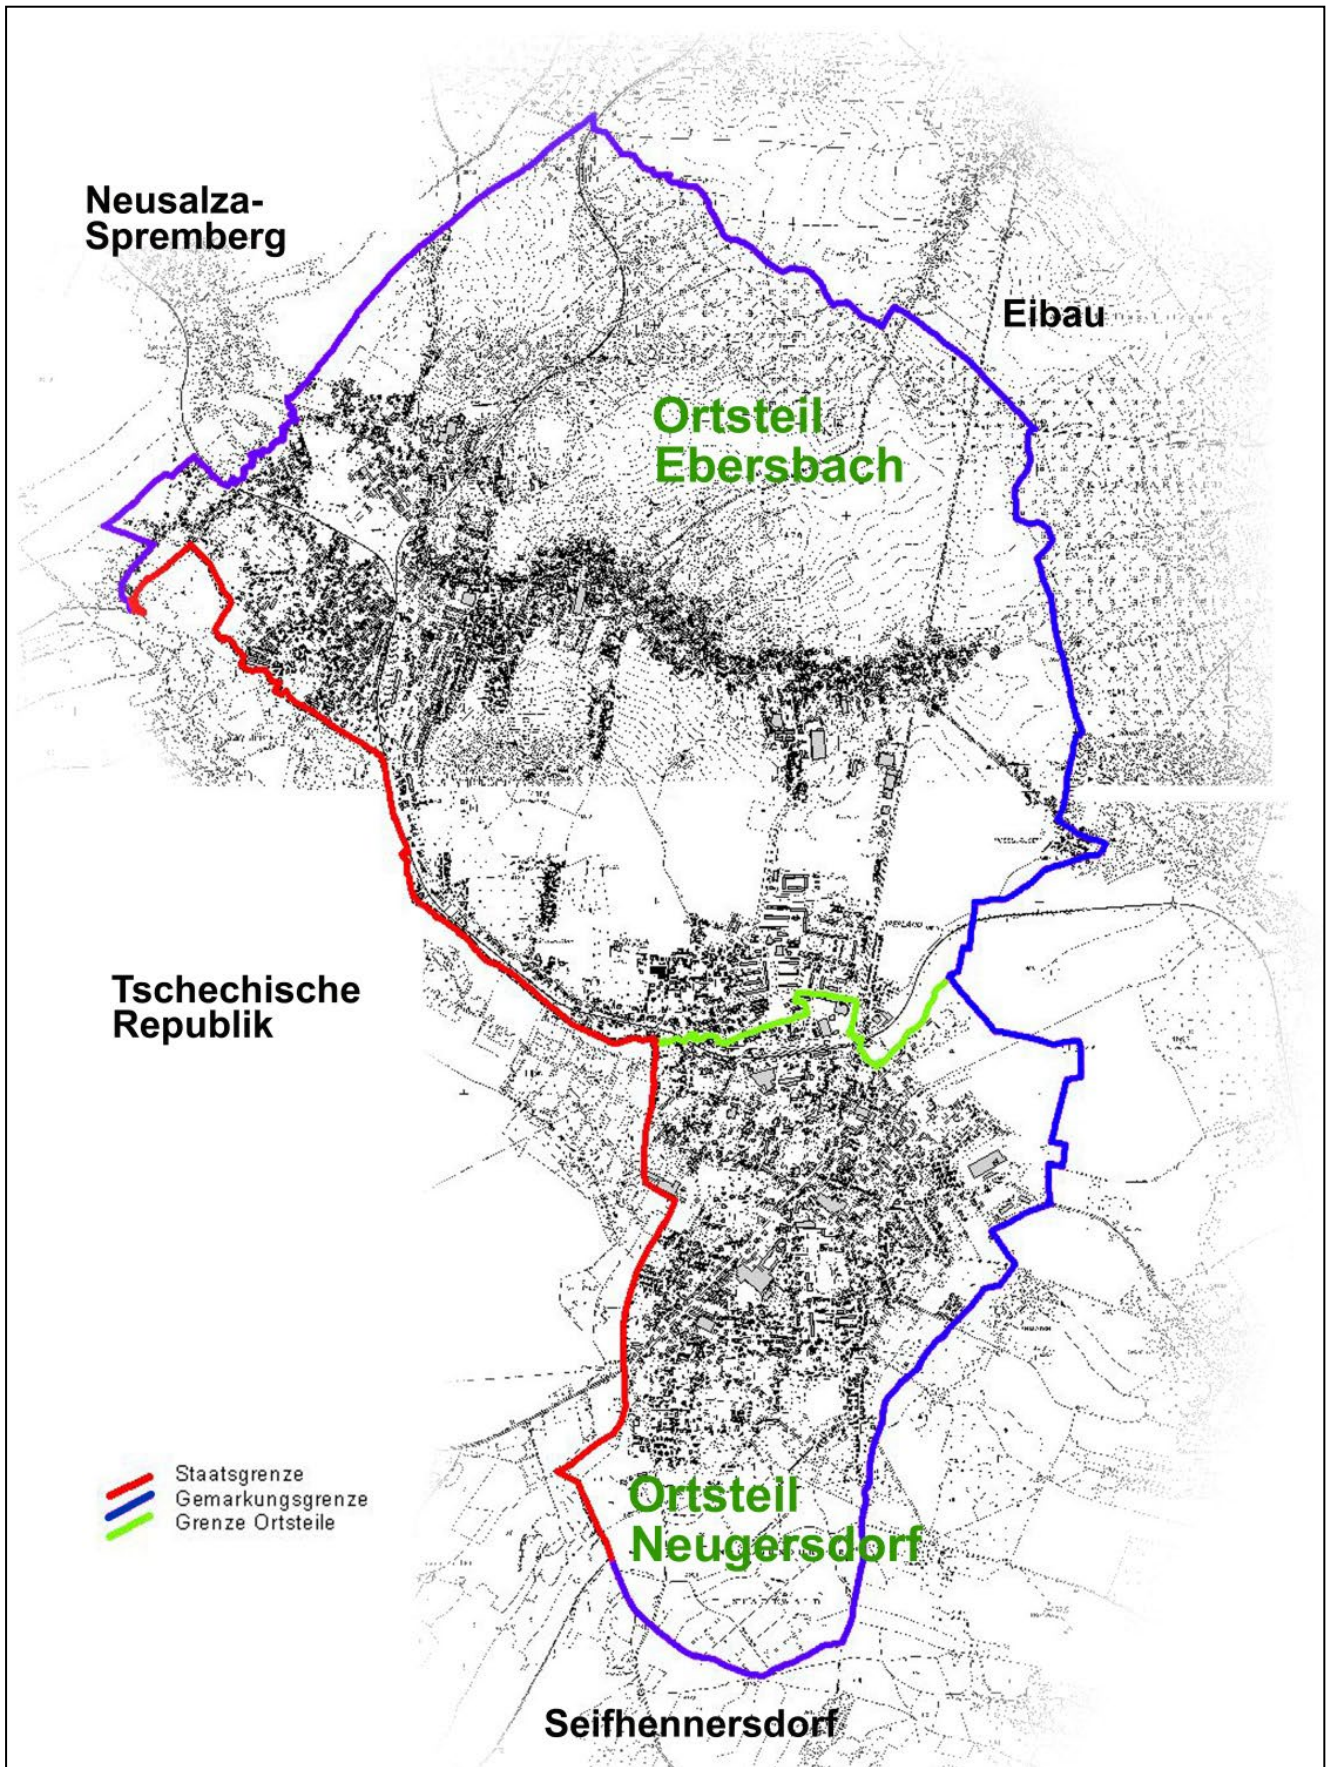 Neusalza-
Spremberg
Eibau
Ortsteil
Ebersbach
Tschechische
Republik
Staatsgrenze
Gemarkungsgrenze
Grenze Ortsteile
Ortsteil
Neugersdorf
Seifhennersdorf